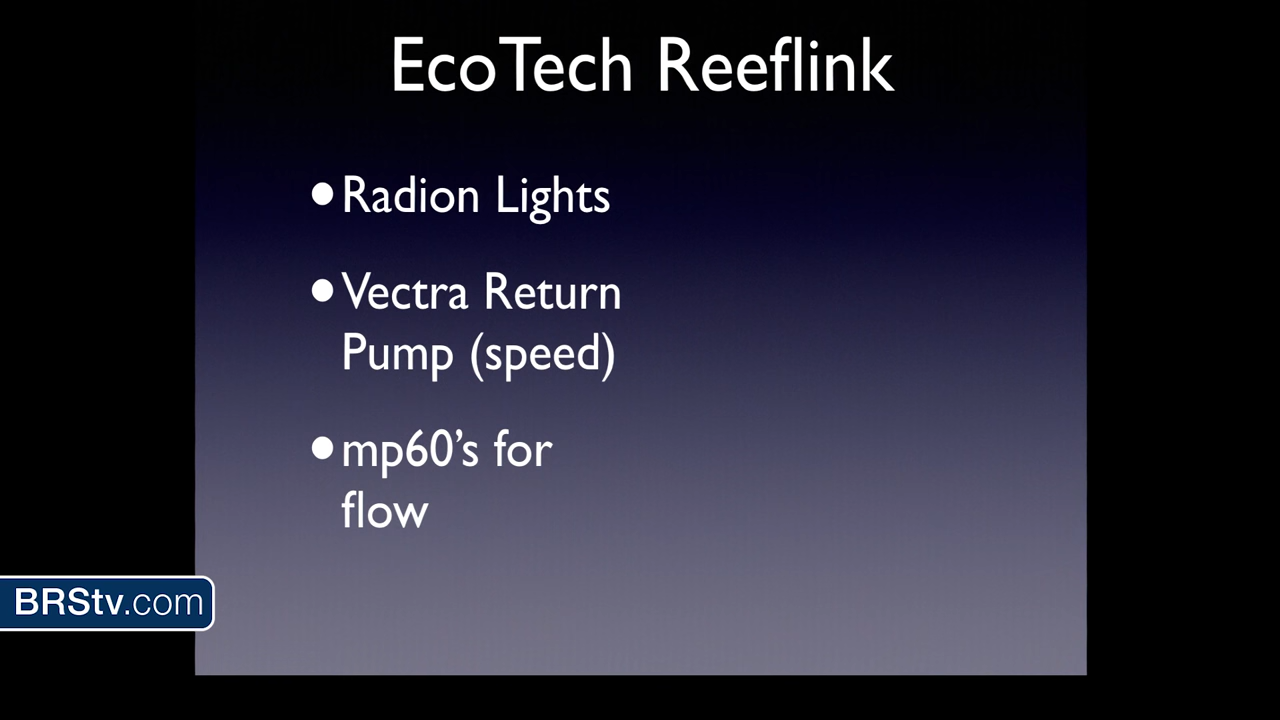 EcoTech Reeflink
•Radion Lights
•Vectra Return
Pump (speed)
•mp60’s for
flow
BRStv.com